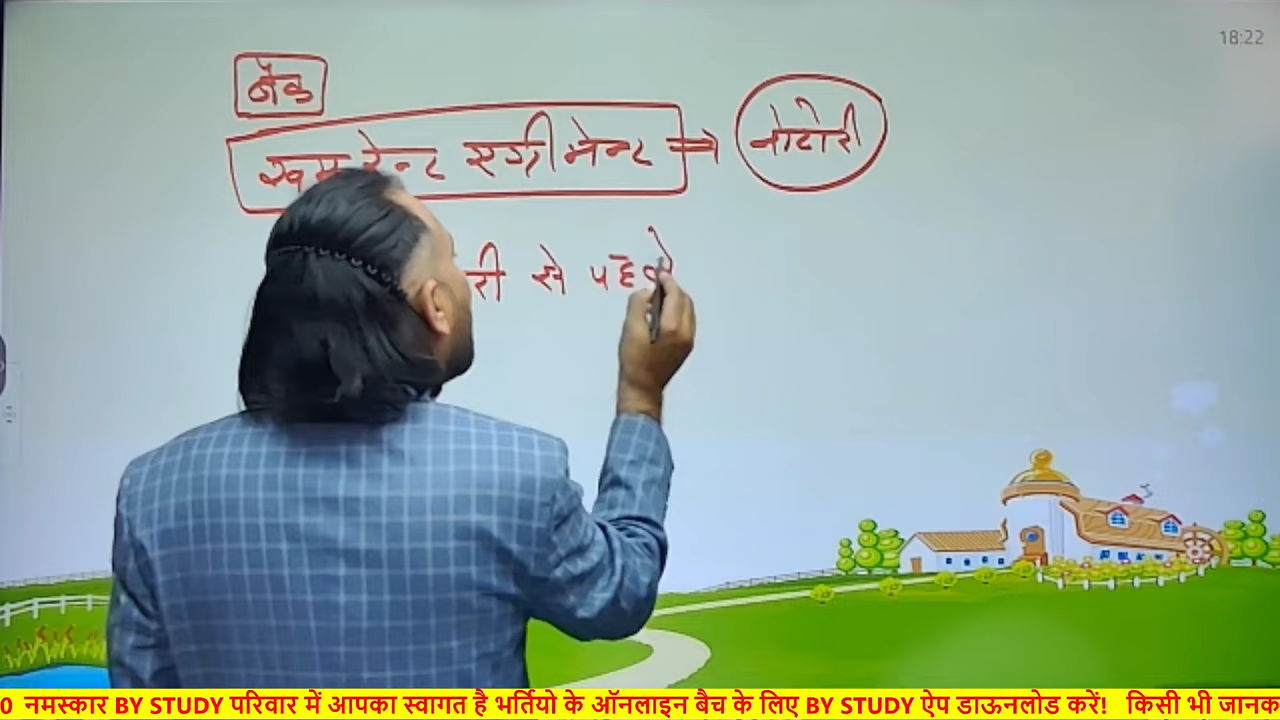 18:22
बैंक
रूम रेन्ट एग्रीमेन्ट ⇒ नोटोरी
री से पहले
0 नमस्कार BY STUDY परिवार में आपका स्वागत है भर्तियो के ऑनलाइन बैच के लिए BY STUDY ऐप डाऊनलोड करें! किसी भी जानक